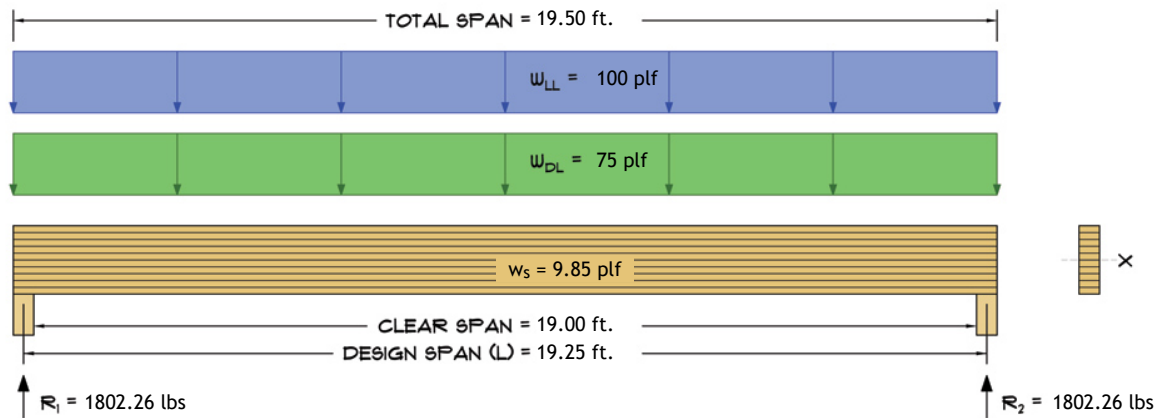 TOTAL SPAN = 19.50 ft.
WLL = 100 plf
WDL = 75 plf
ws = 9.85 plf
X
CLEAR SPAN = 19.00 ft.
DESIGN SPAN (L) = 19.25 ft.
R1 = 1802.26 lbs
R2 = 1802.26 lbs